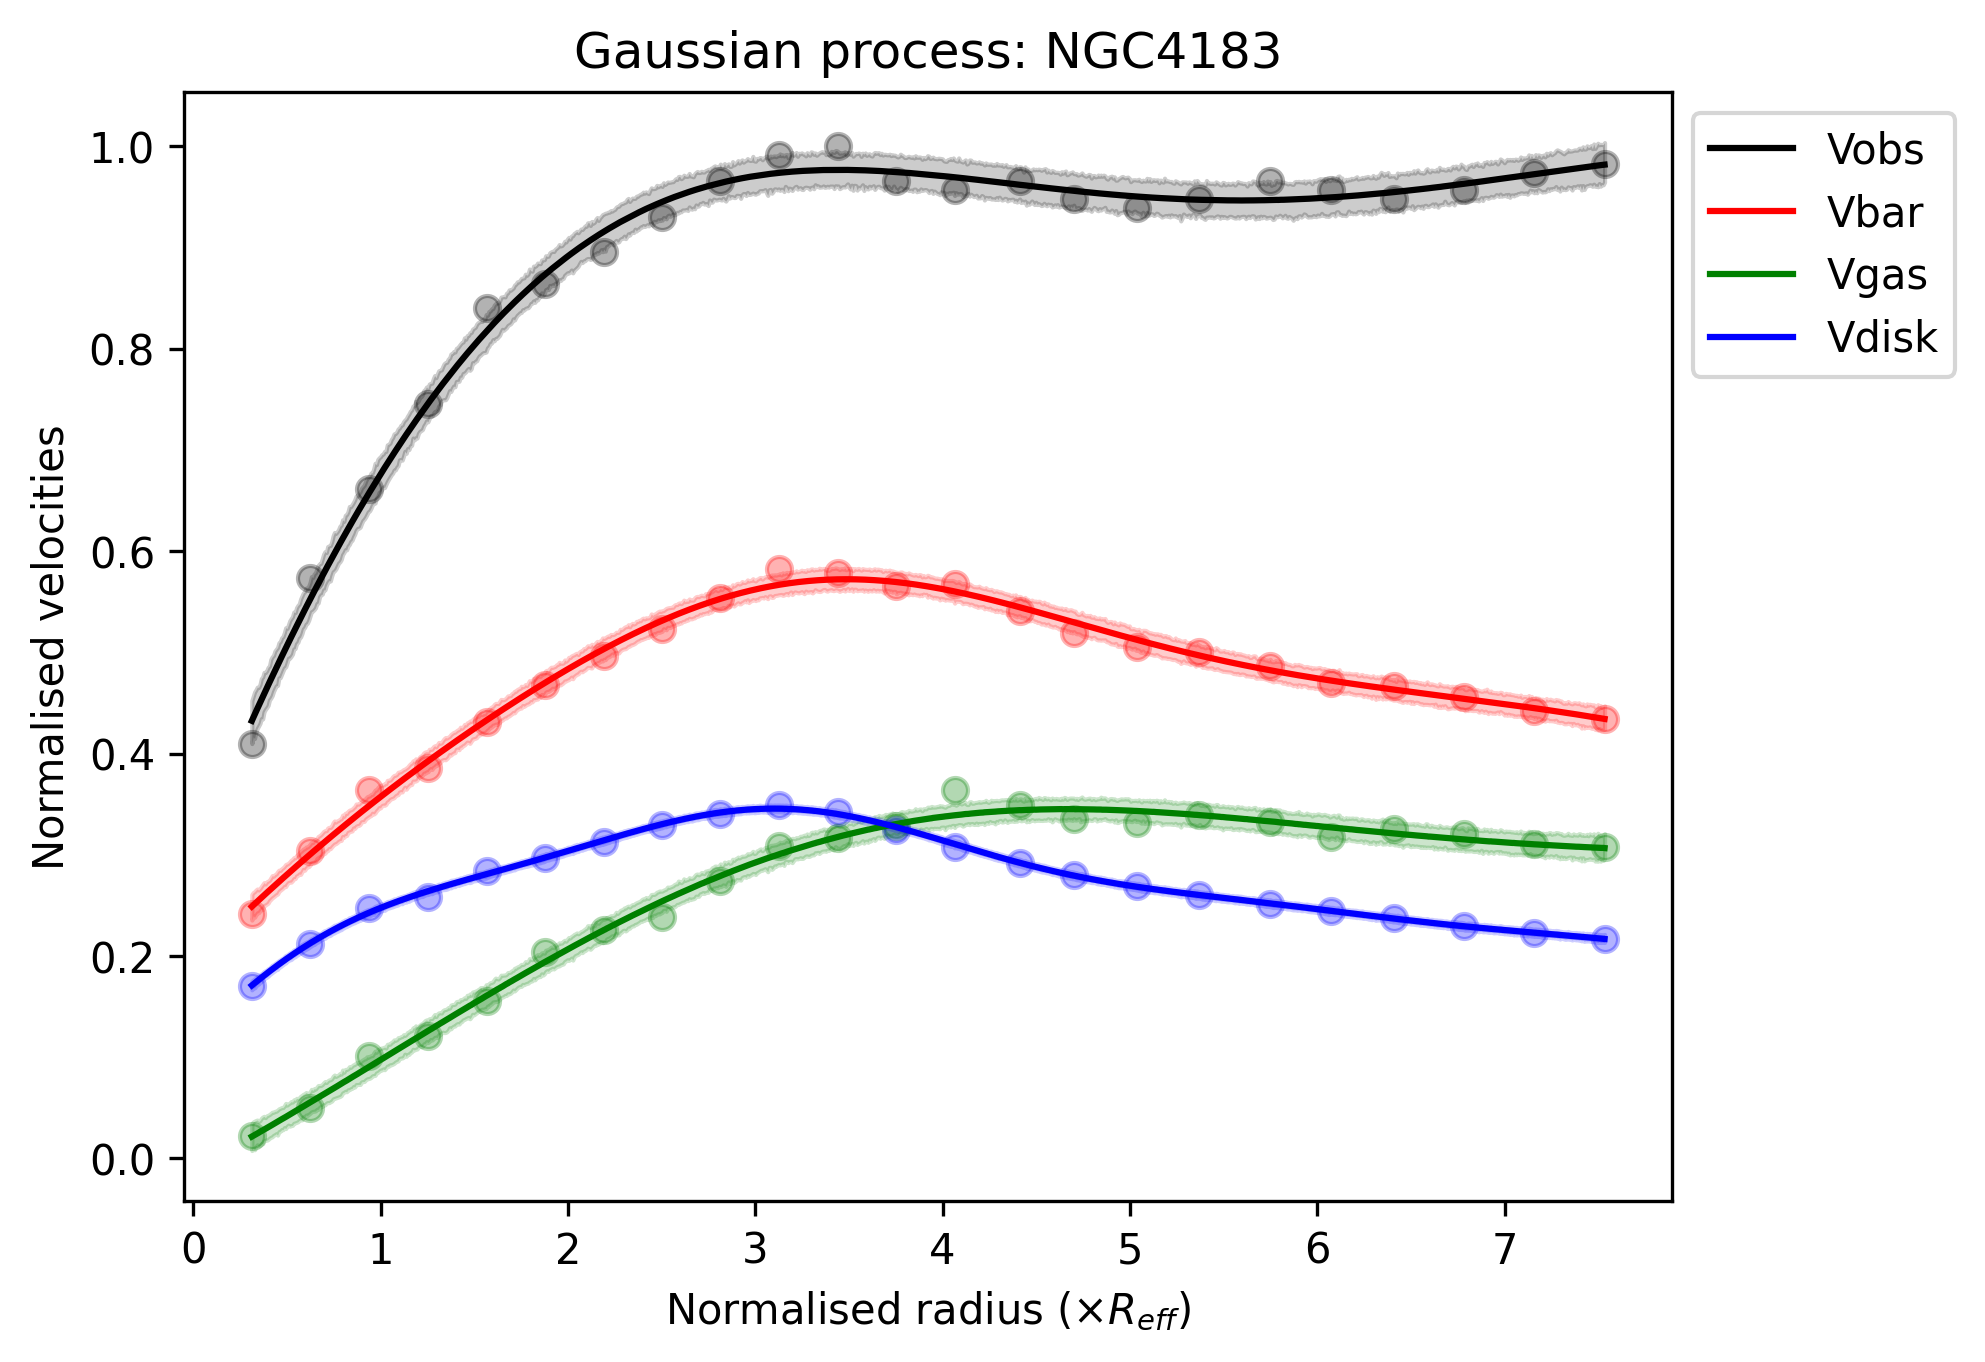 Gaussian process: NGC4183
Normalised velocities
1.0
0.8
0.6
0.4
0.2
0.0
0 1 2 3 4 5 6 7
Normalised radius (×R_eff)
Vobs
Vbar
Vgas
Vdisk